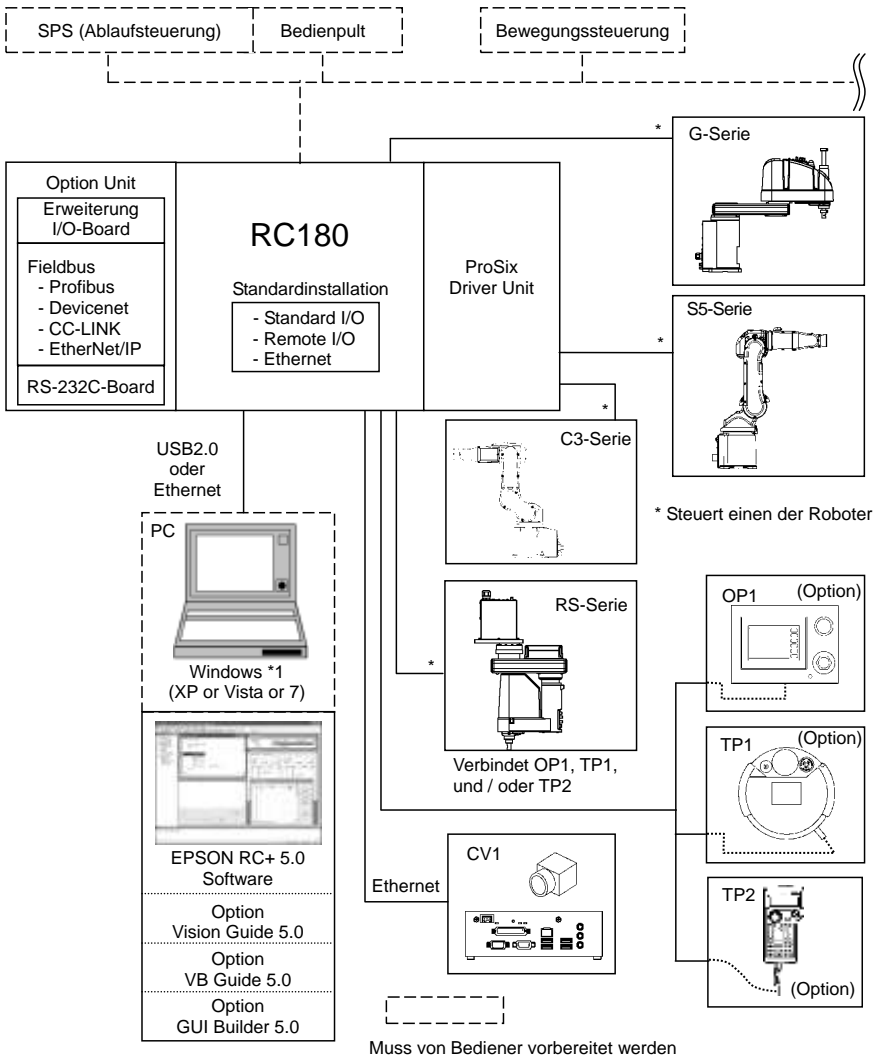 SPS (Ablaufsteuerung)
Bedienpult
Bewegungssteuerung
*
G-Serie
Option Unit
Erweiterung
I/O-Board
Fieldbus
- Profibus
- Devicenet
- CC-LINK
- EtherNet/IP
RS-232C-Board
RC180
Standardinstallation
- Standard I/O
- Remote I/O
- Ethernet
ProSix
Driver Unit
*
S5-Serie
*
C3-Serie
* Steuert einen der Roboter
USB2.0
oder
Ethernet
PC
Windows *1
(XP or Vista or 7)
*
RS-Serie
Verbindet OP1, TP1,
und / oder TP2
OP1
(Option)
TP1
(Option)
TP2
(Option)
EPSON RC+ 5.0
Software
Option
Vision Guide 5.0
Option
VB Guide 5.0
Option
GUI Builder 5.0
Ethernet
CV1
Muss von Bediener vorbereitet werden